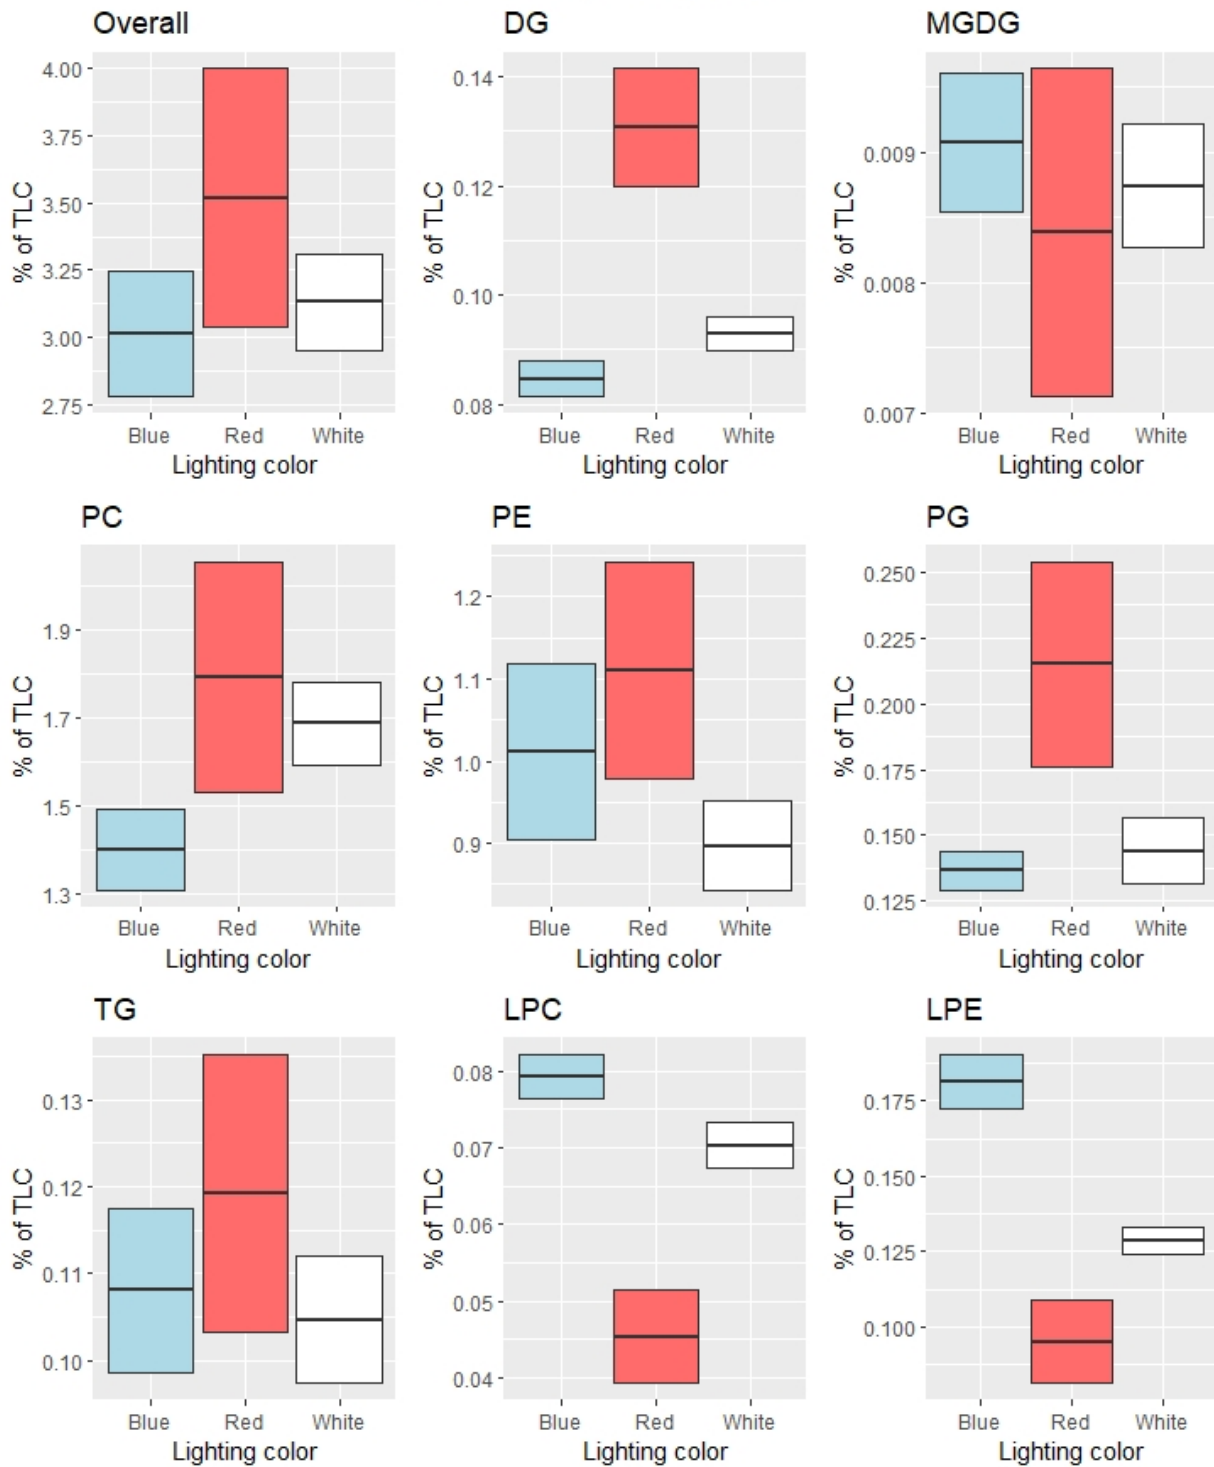 Overall
% of TLC
4.00
3.75
3.50
3.25
3.00
2.75
Blue Red White
Lighting color
DG
% of TLC
0.14
0.12
0.10
0.08
Blue Red White
Lighting color
MGDG
% of TLC
0.009
0.008
0.007
Blue Red White
Lighting color
PC
% of TLC
1.9
1.7
1.5
1.3
Blue Red White
Lighting color
PE
% of TLC
1.2
1.1
1.0
0.9
Blue Red White
Lighting color
PG
% of TLC
0.250
0.225
0.200
0.175
0.150
0.125
Blue Red White
Lighting color
TG
% of TLC
0.13
0.12
0.11
0.10
Blue Red White
Lighting color
LPC
% of TLC
0.08
0.07
0.06
0.05
0.04
Blue Red White
Lighting color
LPE
% of TLC
0.175
0.150
0.125
0.100
Blue Red White
Lighting color